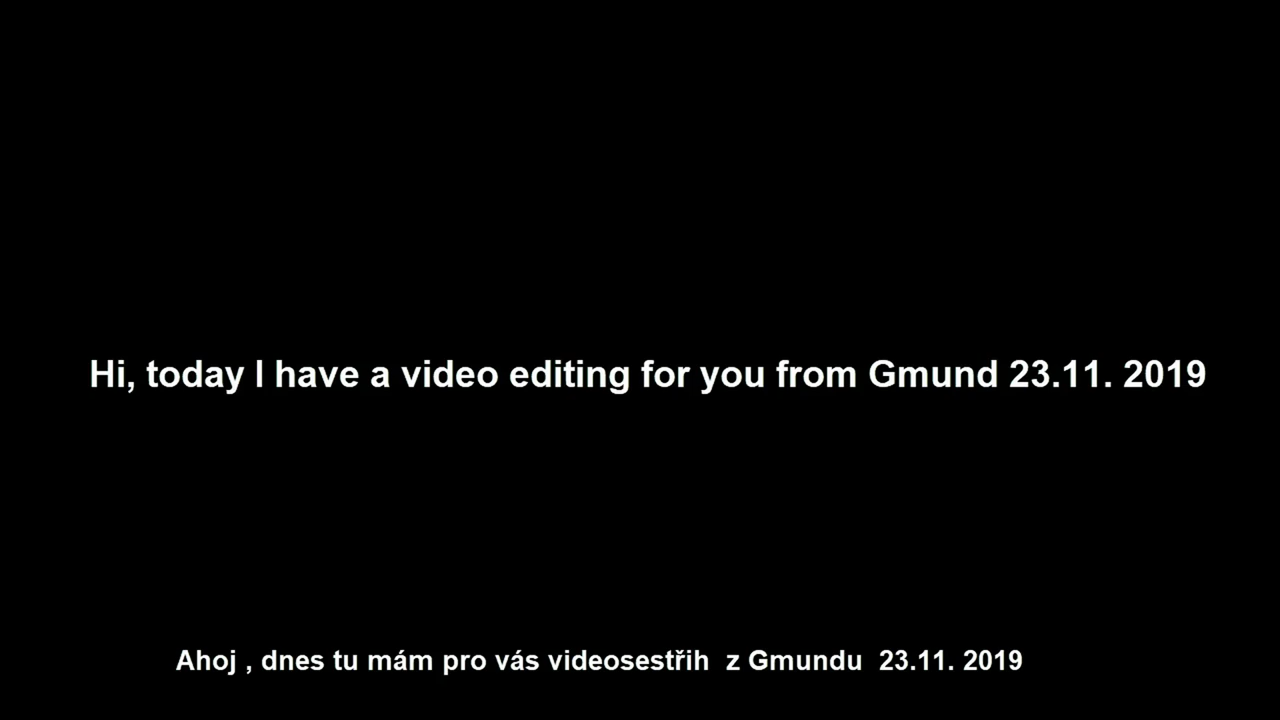 Hi, today I have a video editing for you from Gmund 23.11. 2019
Ahoj , dnes tu mám pro vás videosestřih  z Gmundu  23.11. 2019